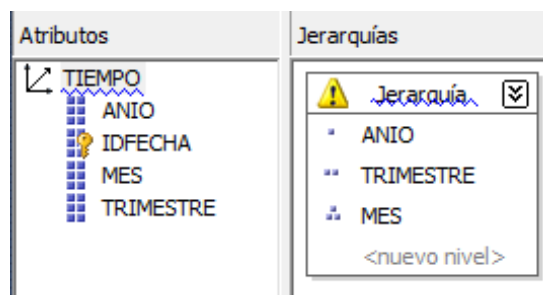 Atributos
Jerarquías
TIEMPO
ANIO
IDFECHA
MES
TRIMESTRE
Jerarquía
ANIO
TRIMESTRE
MES
<nuevo nivel>